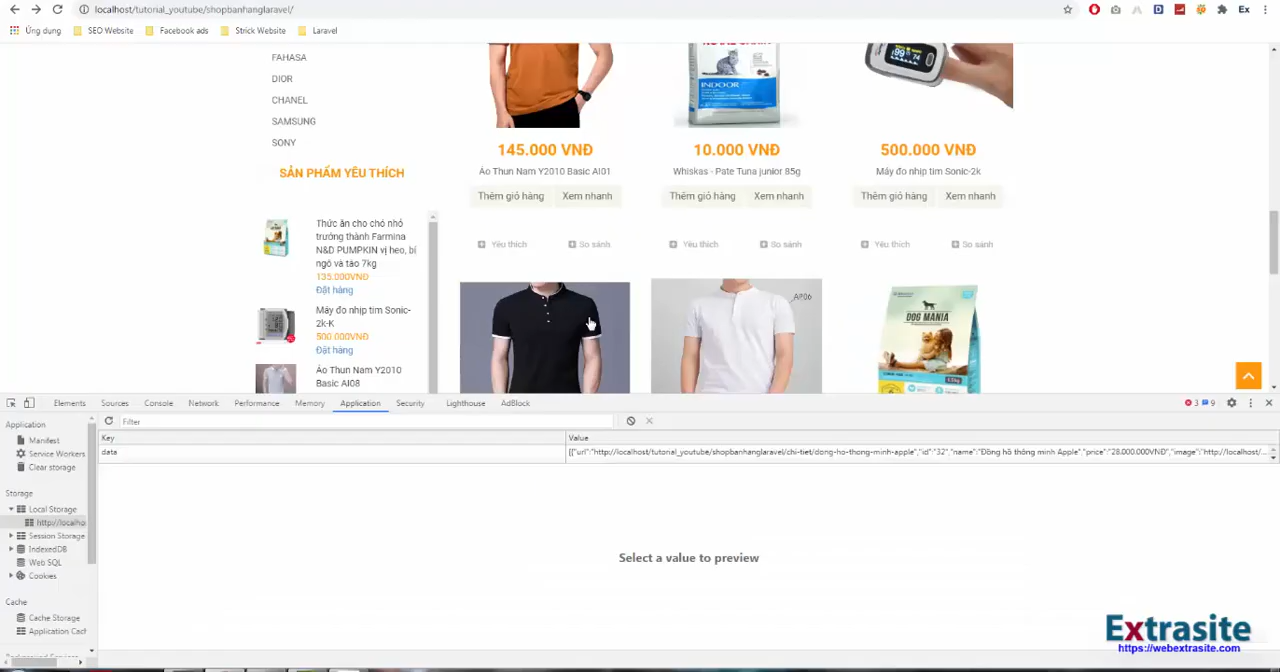 localhost/tutorial_youtube/shopbanhanglaravel/
Ex
Ứng dụng
SEO Website
Facebook ads
Strick Website
Laravel
FAHASA
DIOR
CHANEL
SAMSUNG
SONY
SẢN PHẨM YÊU THÍCH
Thức ăn cho chó nhỏ
trưởng thành Farmina
N&D PUMPKIN vị heo, bí
ngô và táo 7kg
135.000VNĐ
Đặt hàng
Máy đo nhịp tim Sonic-
2k-K
500.000VNĐ
Đặt hàng
Áo Thun Nam Y2010
Basic AI08
INDOOR
145.000 VNĐ
Áo Thun Nam Y2010 Basic AI01
Thêm giỏ hàng
Xem nhanh
Yêu thích
So sánh
10.000 VNĐ
Whiskas - Pate Tuna junior 85g
Thêm giỏ hàng
Xem nhanh
Yêu thích
So sánh
500.000 VNĐ
Máy đo nhịp tim Sonic-2k
Thêm giỏ hàng
Xem nhanh
Yêu thích
So sánh
DOG MANIA
Elements
Sources
Console
Network
Performance
Memory
Application
Security
Lighthouse
AdBlock
3
9
Application
Manifest
Service Workers
Clear storage
Storage
Local Storage
http://localho
Session Storage
IndexedDB
Web SQL
Cookies
Cache
Cache Storage
Application Cach
Filter
Key
Value
data
[{"url":"http://localhost/tutorial_youtube/shopbanhanglaravel/chi-tiet/dong-ho-thong-minh-apple","id":"32","name":"Đồng hồ thông minh Apple","price":"28.000.000VNĐ","image":"http://localhost/...
Select a value to preview
Extrasite
https://webextrasite.com